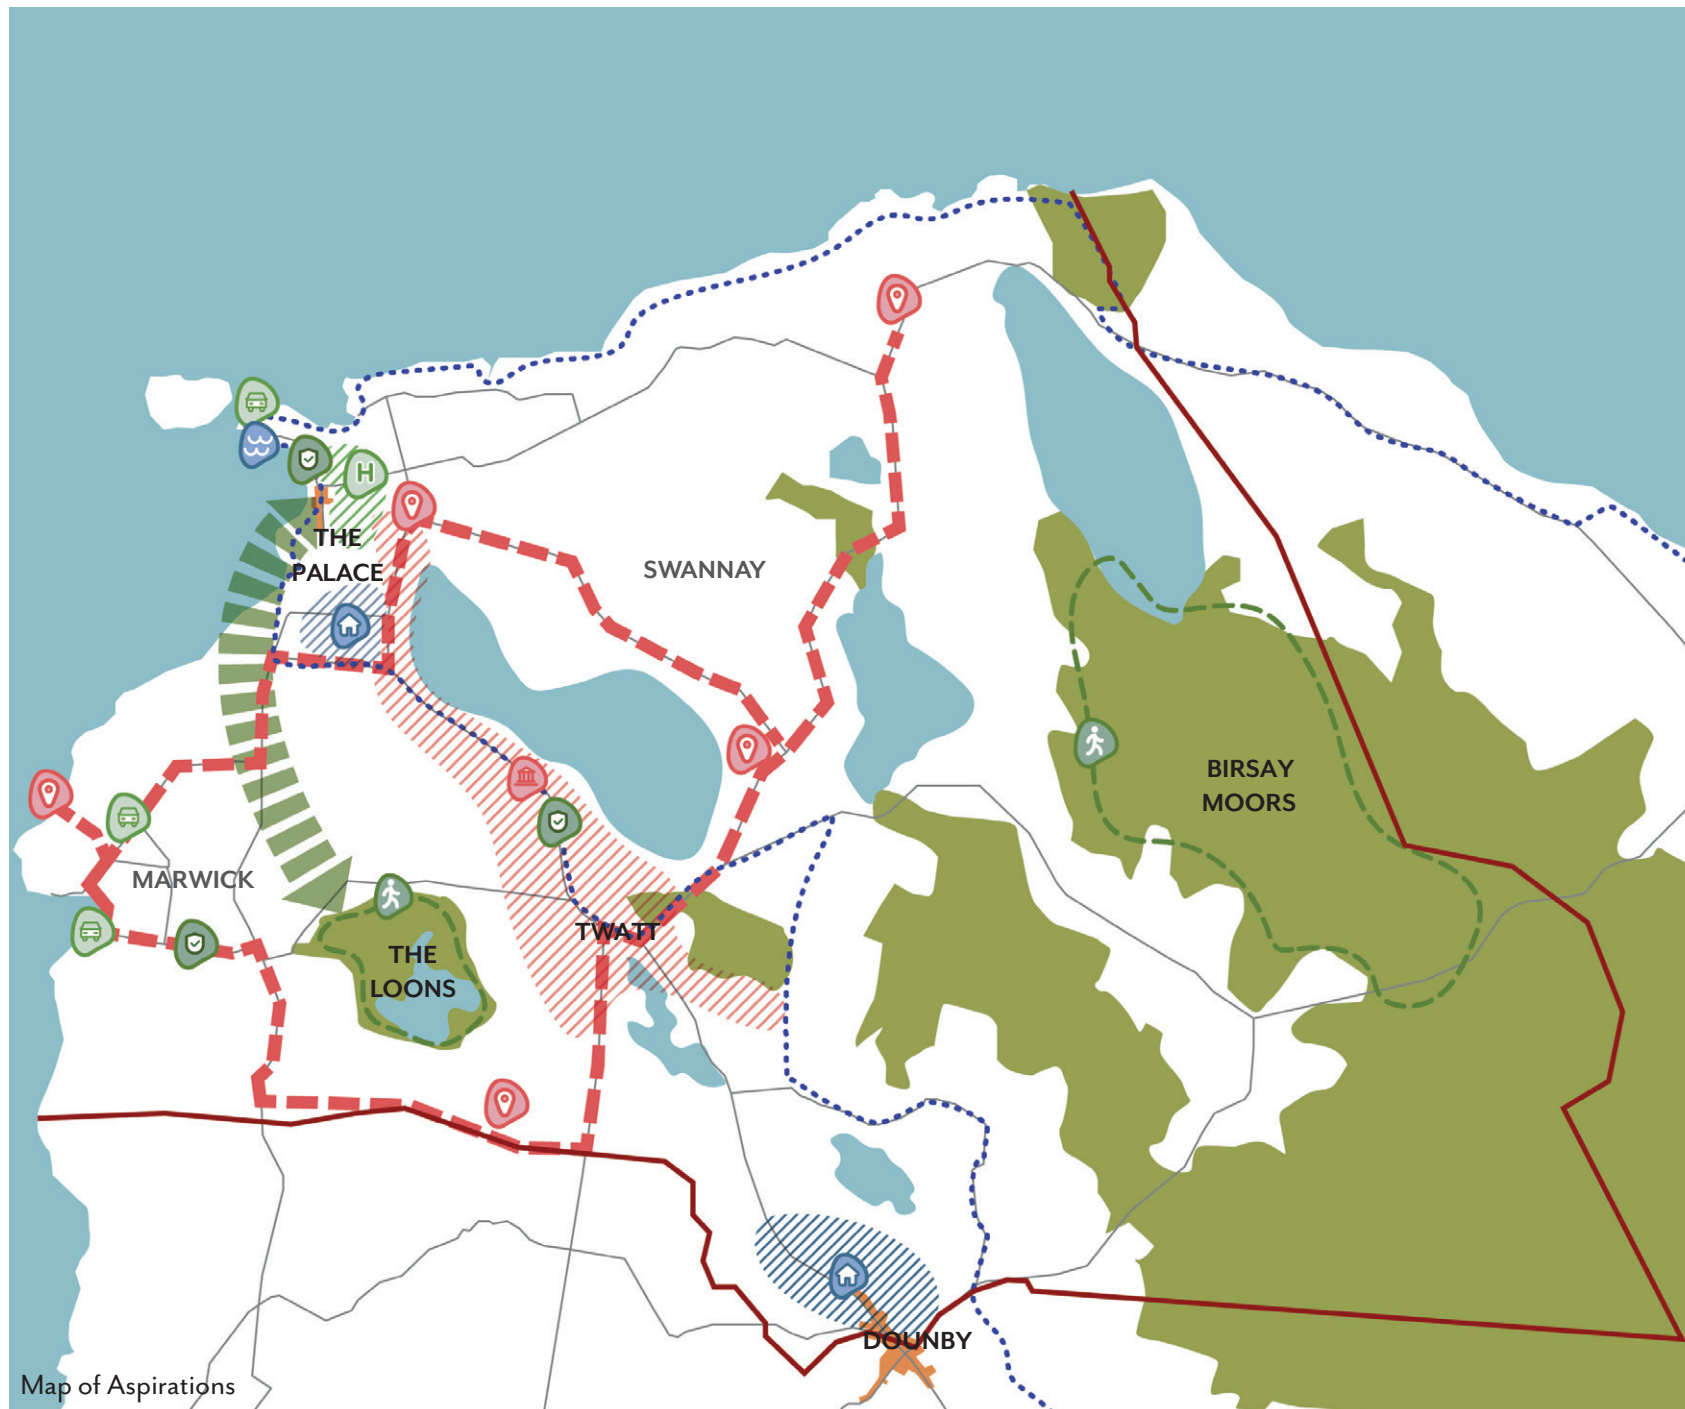 THE
PALACE
H
SWANNAY
BIRSAY
MOORS
MARWICK
TWATT
THE
LOONS
DOUNBY
Map of Aspirations